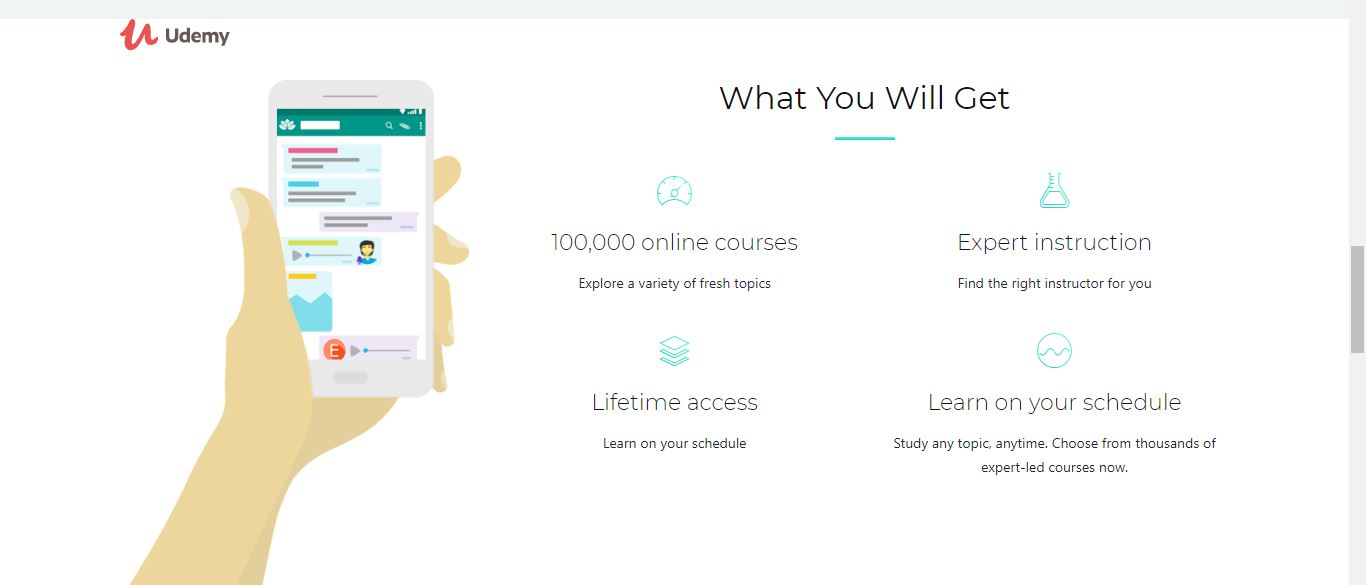 Udemy
What You Will Get
100,000 online courses
Explore a variety of fresh topics
Expert instruction
Find the right instructor for you
Lifetime access
Learn on your schedule
Learn on your schedule
Study any topic, anytime. Choose from thousands of
expert-led courses now.
E